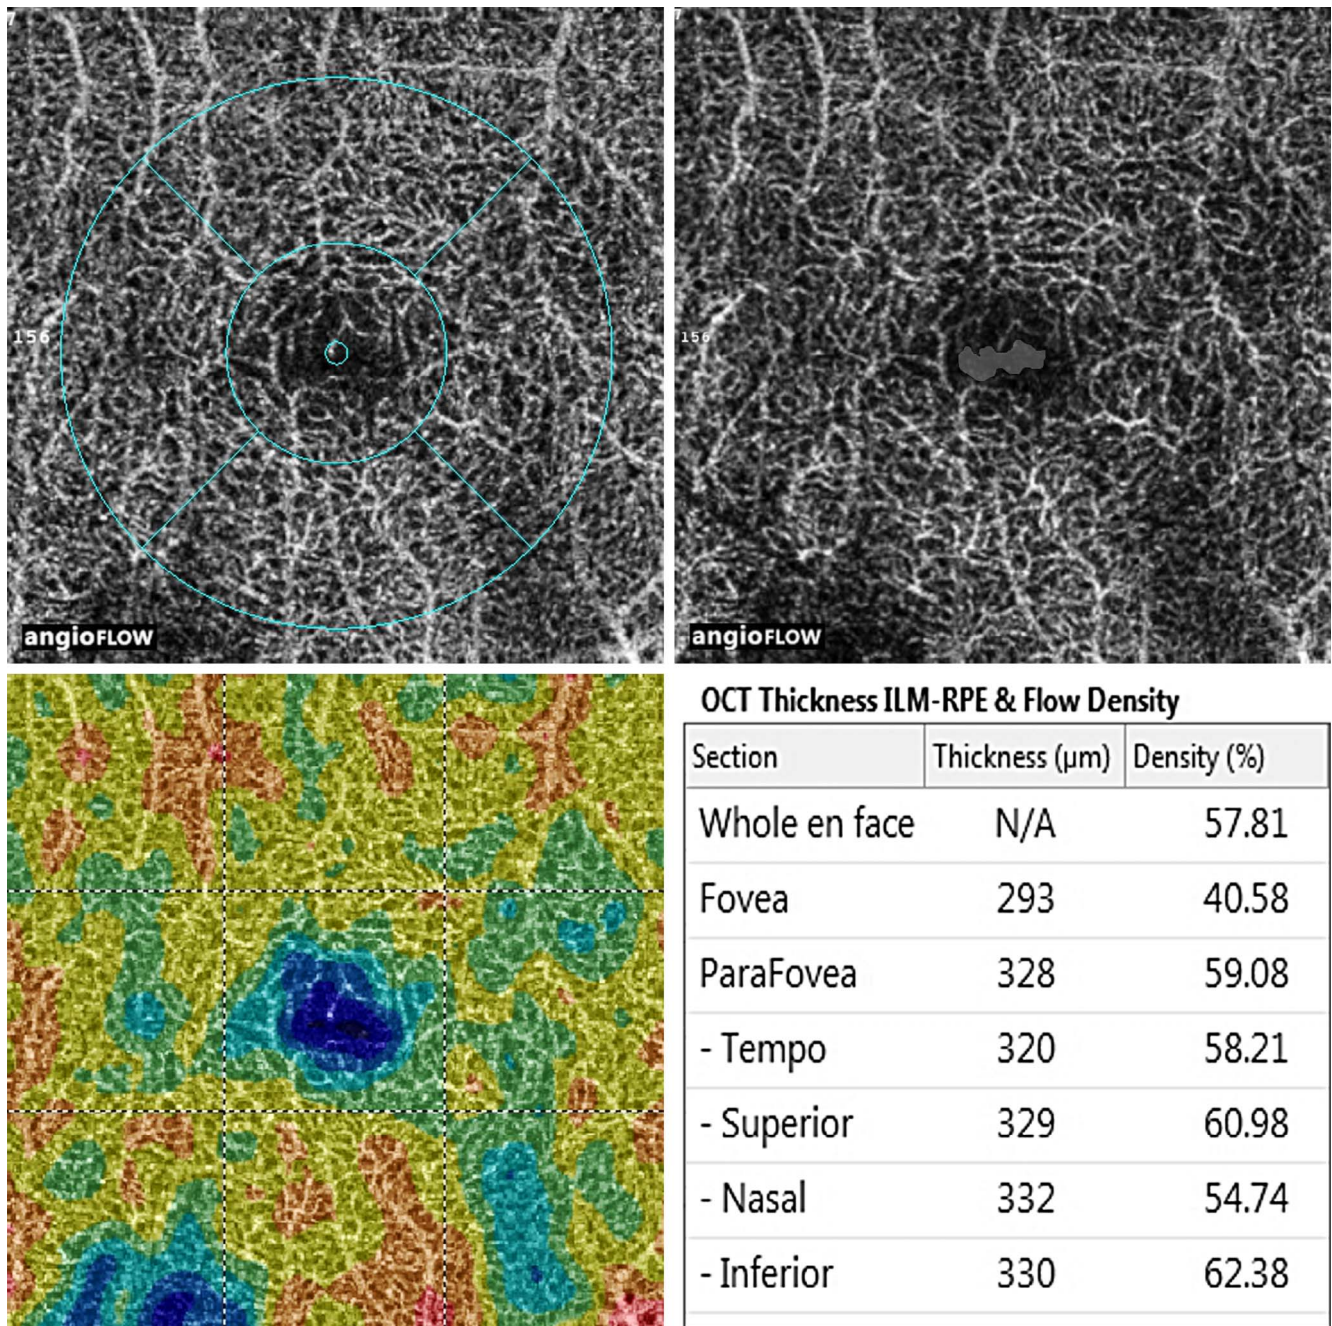 7
7
156
156
angioFLOW
angioFLOW
OCT Thickness ILM-RPE & Flow Density
Section Thickness (µm) Density (%)
Whole en face N/A 57.81
Fovea 293 40.58
ParaFovea 328 59.08
- Tempo 320 58.21
- Superior 329 60.98
- Nasal 332 54.74
- Inferior 330 62.38